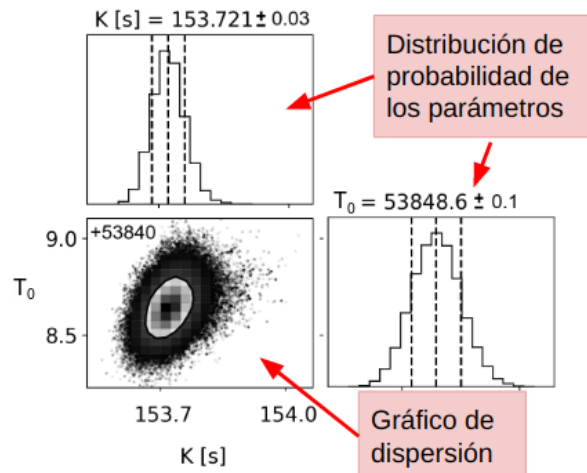 K [s] = 153.721 ± 0.03
Distribución de
probabilidad de
los parámetros
T₀ = 53848.6 ± 0.1
+53840
9.0
T₀
8.5
153.7
154.0
K [s]
Gráfico de
dispersión